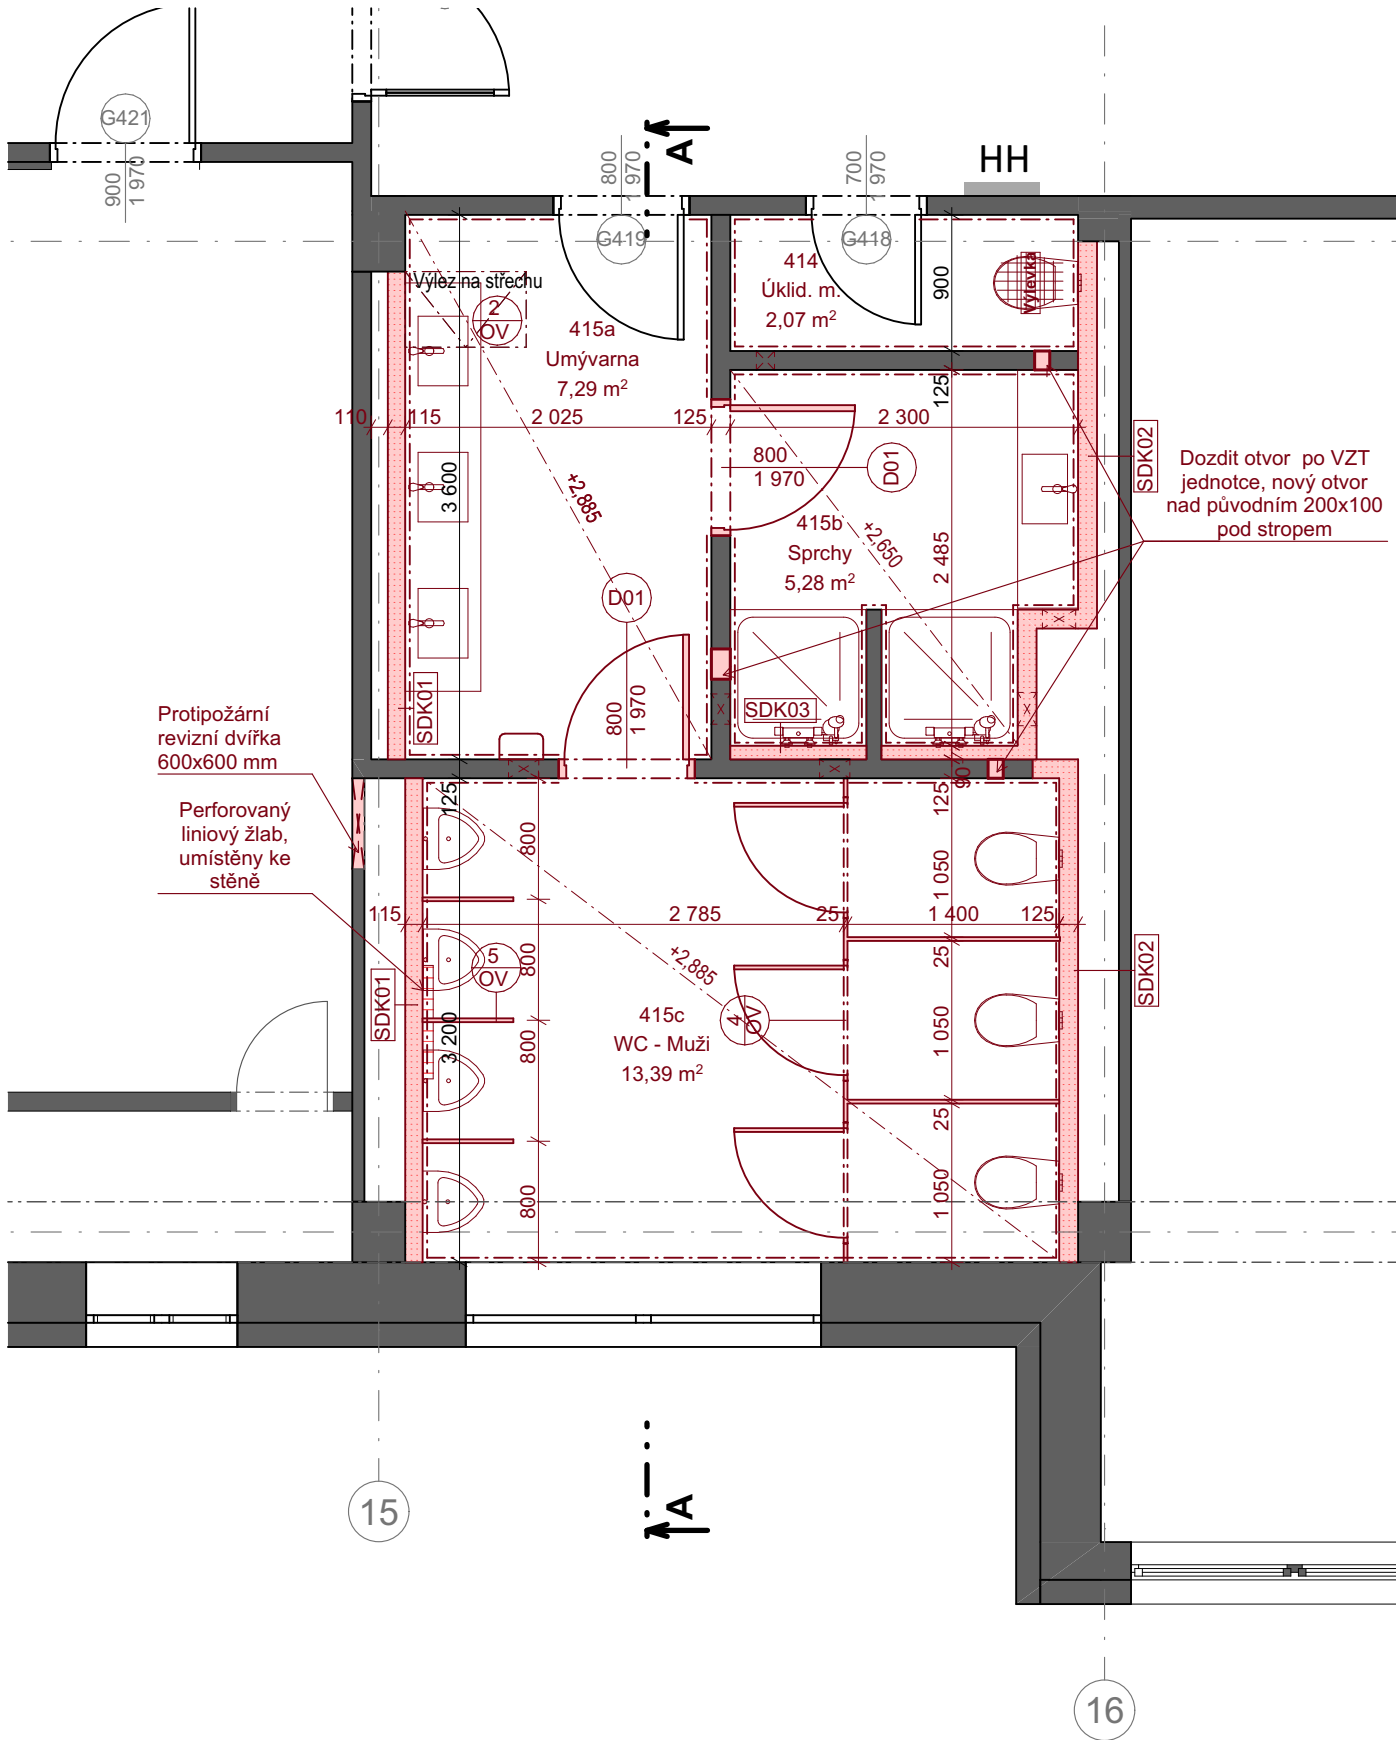 G421
900
1 970
800
1 970
G419
A
700
1 970
G418
HH
Výlez na střechu
2
OV
415a
Umývarna
7,29 m²
414
Úklid. m.
2,07 m²
Výlevka
900
125
110
115
2 025
125
2 300
3 600
+2,885
800
1 970
D01
415b
Sprchy
5,28 m²
+2,650
2 485
SDK02
Dozdit otvor po VZT
jednotce, nový otvor
nad původním 200x100
pod stropem
D01
800
1 970
SDK01
SDK03
Protipožární
revizní dvířka
600x600 mm
Perforovaný
liniový žlab,
umístěny ke
stěně
125
800
90
125
1 050
115
2 785
25
1 400
125
5
OV
800
+2,885
25
SDK01
SDK02
3 200
800
415c
WC - Muži
13,39 m²
4
OV
1 050
25
800
1 050
15
A
16